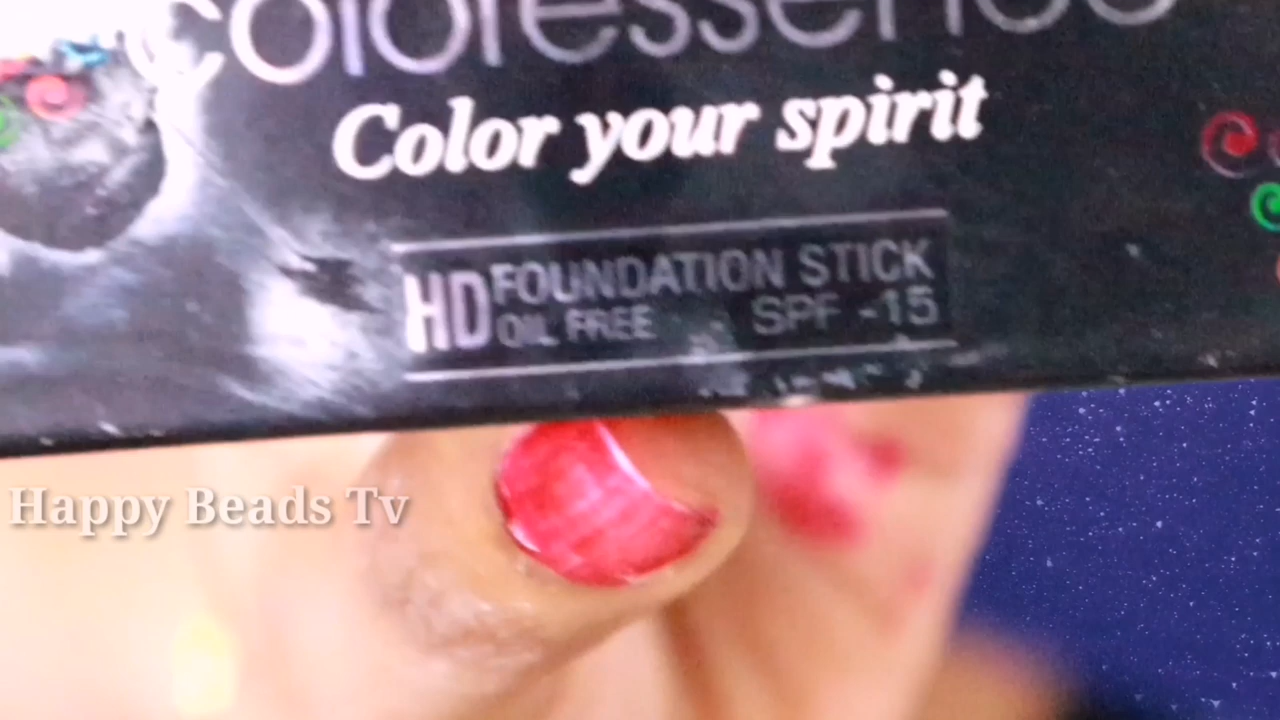 Coloressence
Color your spirit
HD FOUNDATION STICK
OIL FREE SPF -15
Happy Beads Tv